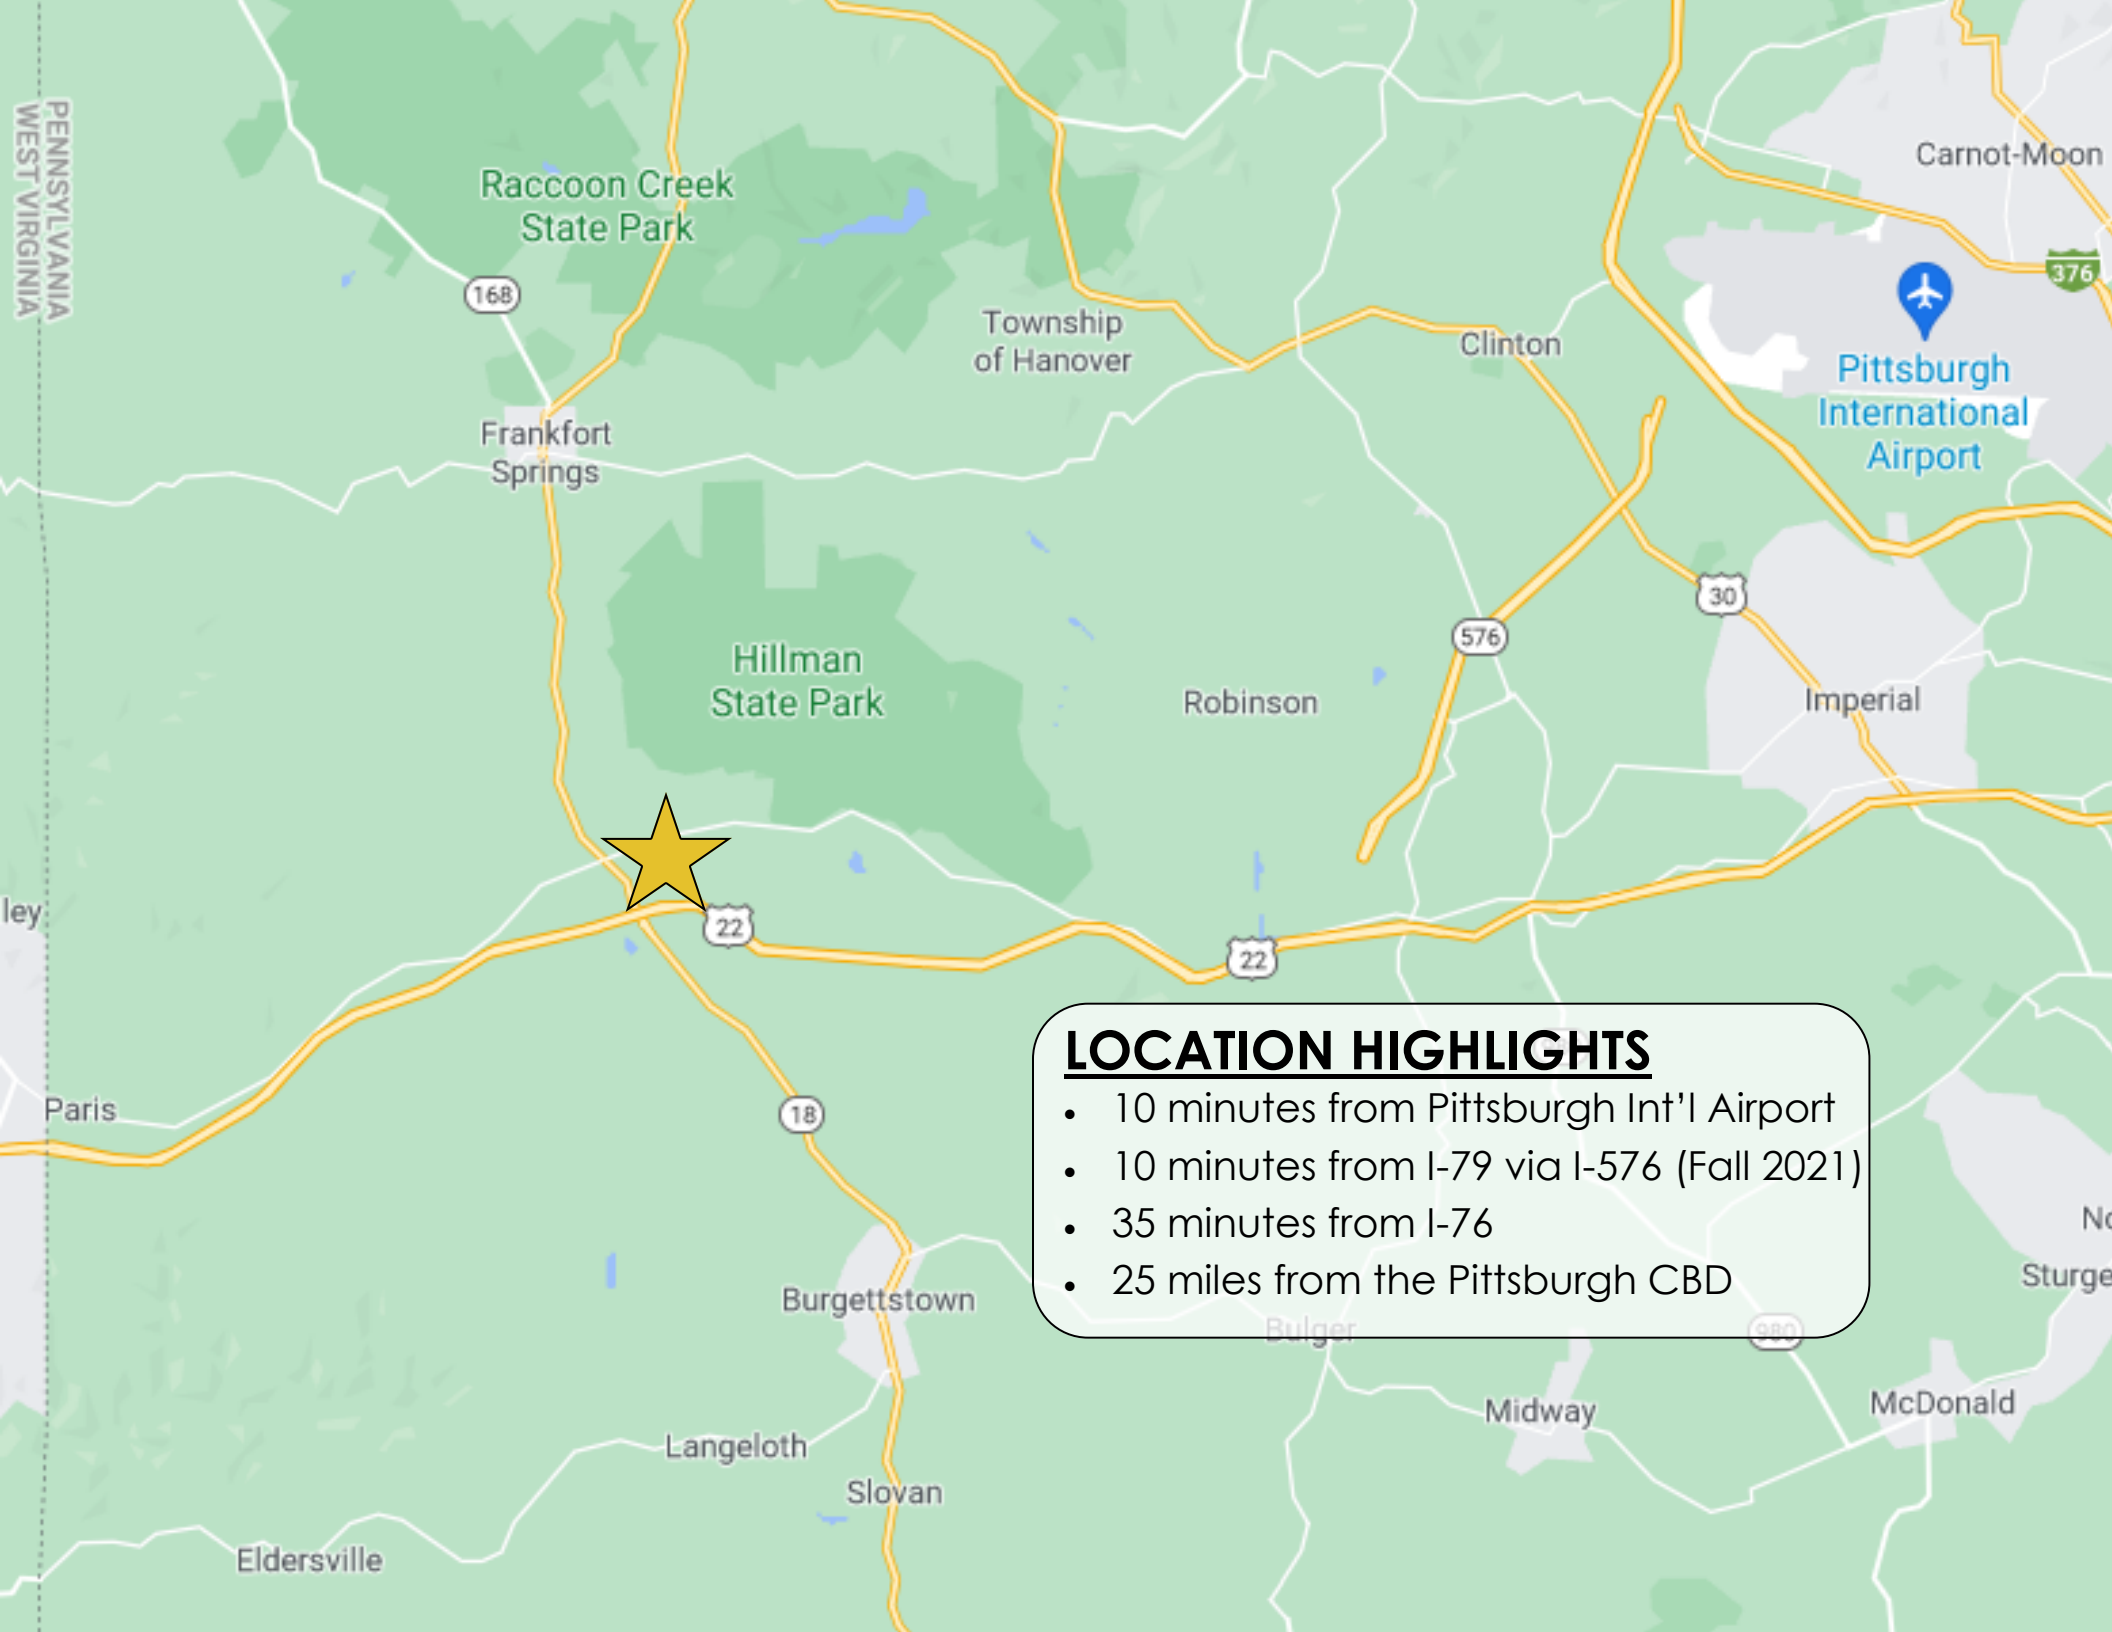 PENNSYLVANIA
WEST VIRGINIA
Raccoon Creek
State Park
168
Carnot-Moon
376
Township
of Hanover
Clinton
Pittsburgh
International
Airport
Frankfort
Springs
30
576
Hillman
State Park
Robinson
Imperial
ley
22
22
LOCATION HIGHLIGHTS
• 10 minutes from Pittsburgh Int'l Airport
• 10 minutes from I-79 via I-576 (Fall 2021)
• 35 minutes from I-76
• 25 miles from the Pittsburgh CBD
Paris
18
No
Sturge
Burgettstown
Bulger
980
Midway
McDonald
Langeloth
Slovan
Eldersville